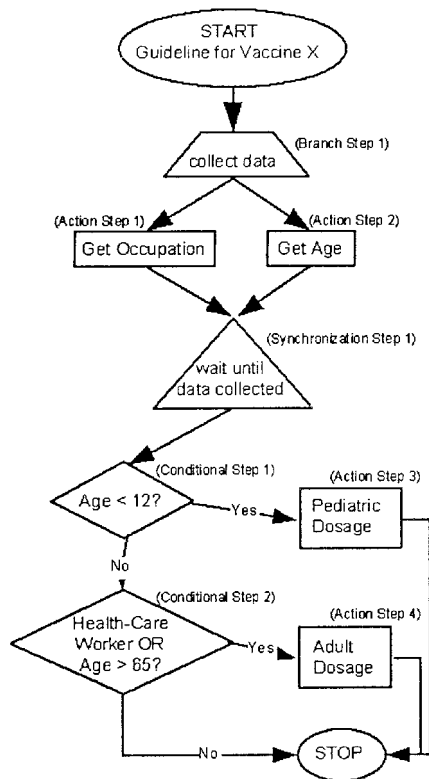 START
Guideline for Vaccine X
(Branch Step 1)
collect data
(Action Step 1)
(Action Step 2)
Get Occupation
Get Age
(Synchronization Step 1)
wait until
data collected
(Conditional Step 1)
(Action Step 3)
Age < 12?
Yes
Pediatric
Dosage
No
(Conditional Step 2)
(Action Step 4)
Health-Care
Worker OR
Age > 65?
Yes
Adult
Dosage
No
STOP